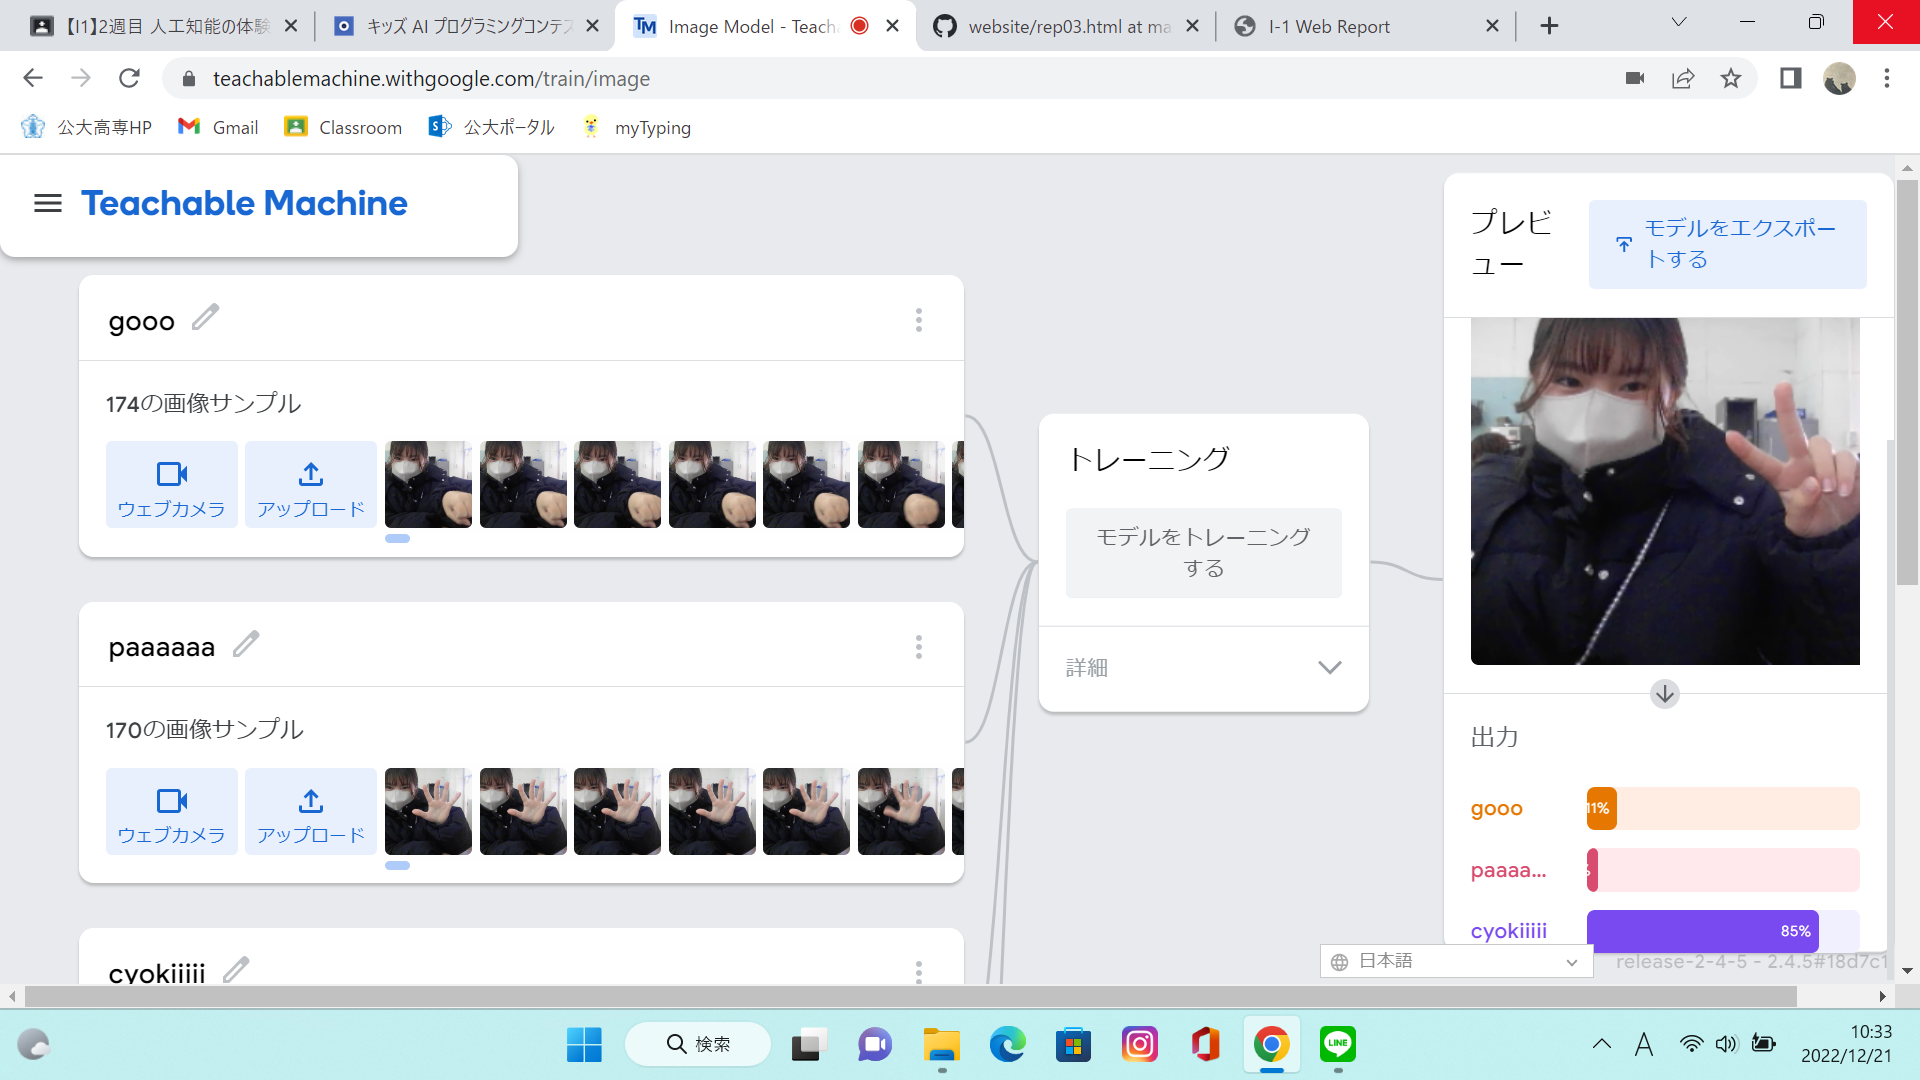 【I1】2週目 人工知能の体験
キッズ AI プログラミングコンテス
Image Model - Teach
website/rep03.html at ma
I-1 Web Report
teachablemachine.withgoogle.com/train/image
公大高専HP
Gmail
Classroom
公大ポータル
myTyping
Teachable Machine
gooo
174の画像サンプル
ウェブカメラ
アップロード
paaaaaa
170の画像サンプル
ウェブカメラ
アップロード
cyokiiiii
トレーニング
モデルをトレーニング
する
詳細
プレビ
ュー
モデルをエクスポー
トする
出力
gooo
11%
paaaa...
cyokiiiii
85%
日本語
release-2-4-5 - 2.4.5#18d7c1
検索
A
10:33
2022/12/21